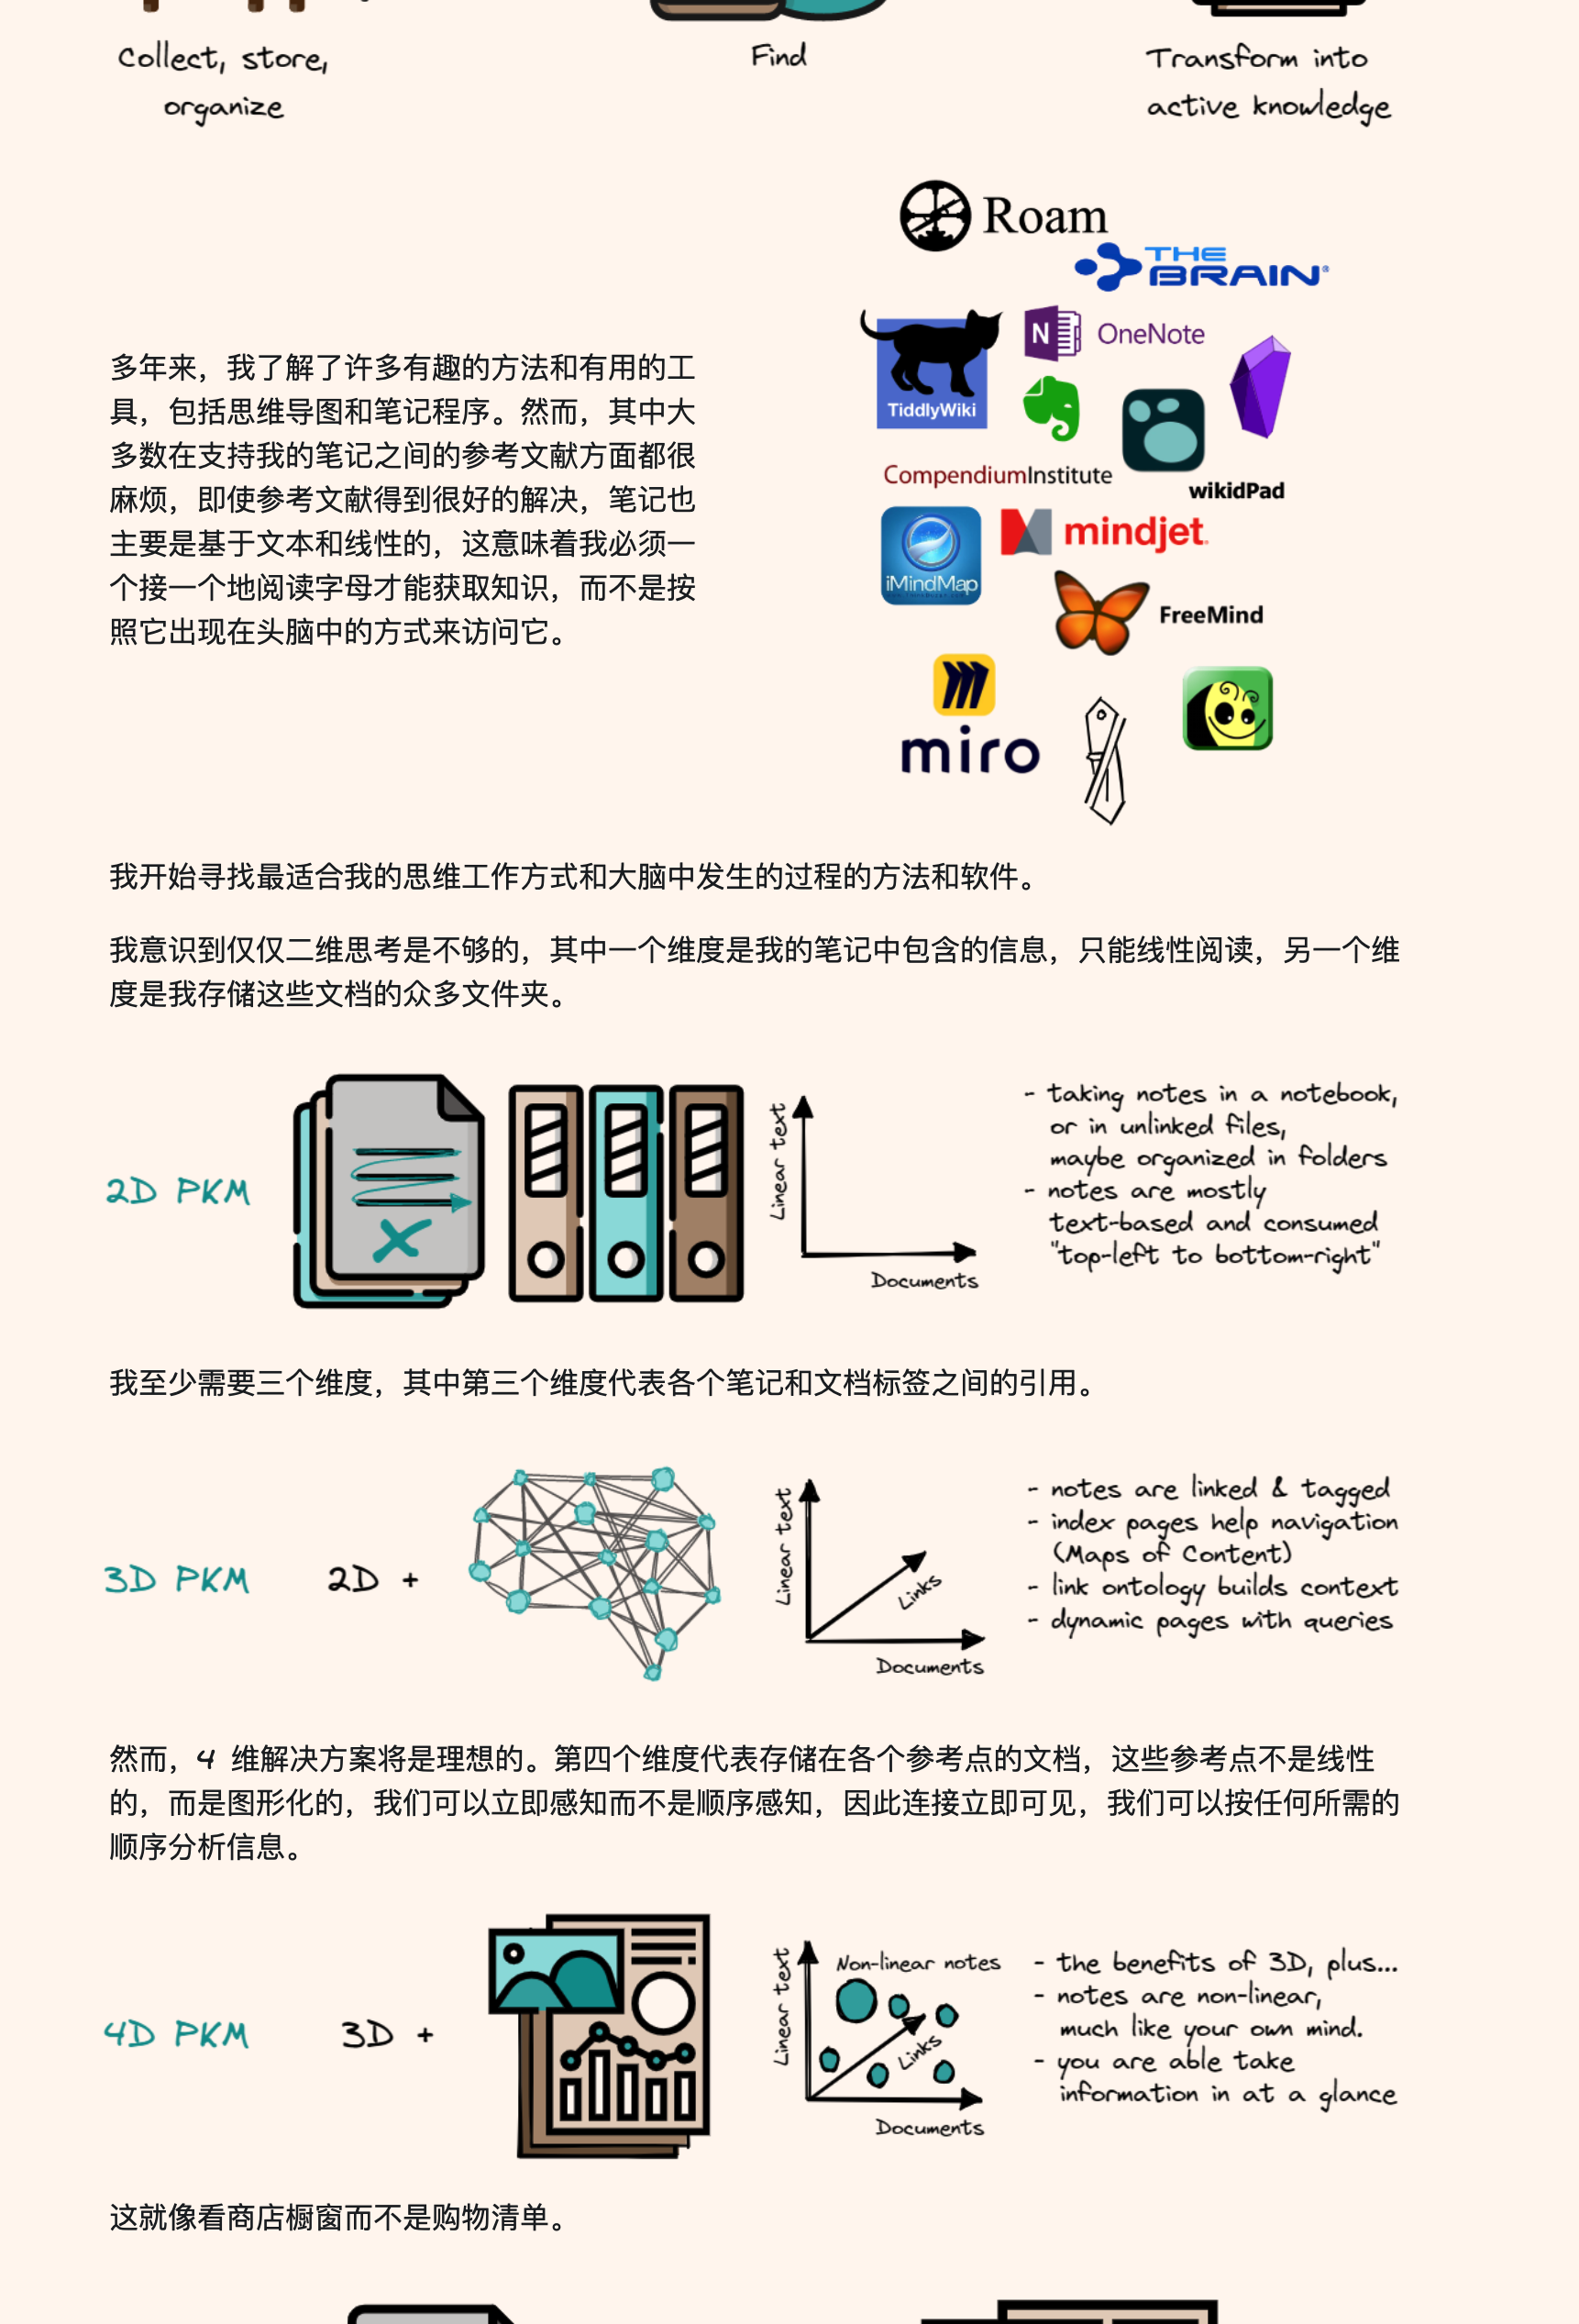 Collect, store,
organize
Find
Transform into
active knowledge
Roam
THE
BRAIN®
N OneNote
TiddlyWiki
CompendiumInstitute
wikidPad
iMindMap
mindjet
FreeMind
miro
多年来，我了解了许多有趣的方法和有用的工
具，包括思维导图和笔记程序。然而，其中大
多数在支持我的笔记之间的参考文献方面都很
麻烦，即使参考文献得到很好的解决，笔记也
主要是基于文本和线性的，这意味着我必须一
个接一个地阅读字母才能获取知识，而不是按
照它出现在头脑中的方式来访问它。
我开始寻找最适合我的思维工作方式和大脑中发生的过程的方法和软件。
我意识到仅仅二维思考是不够的，其中一个维度是我的笔记中包含的信息，只能线性阅读，另一个维
度是我存储这些文档的众多文件夹。
2D PKM
Linear text
Documents
- taking notes in a notebook,
or in unlinked files,
maybe organized in folders
- notes are mostly
text-based and consumed
"top-left to bottom-right"
我至少需要三个维度，其中第三个维度代表各个笔记和文档标签之间的引用。
3D PKM
2D +
Linear text
Links
Documents
- notes are linked & tagged
- index pages help navigation
(Maps of Content)
- link ontology builds context
- dynamic pages with queries
然而，4 维解决方案将是理想的。第四个维度代表存储在各个参考点的文档，这些参考点不是线性
的，而是图形化的，我们可以立即感知而不是顺序感知，因此连接立即可见，我们可以按任何所需的
顺序分析信息。
4D PKM
3D +
Linear text
Non-linear notes
Links
Documents
- the benefits of 3D, plus...
- notes are non-linear,
much like your own mind.
- you are able take
information in at a glance
这就像看商店橱窗而不是购物清单。